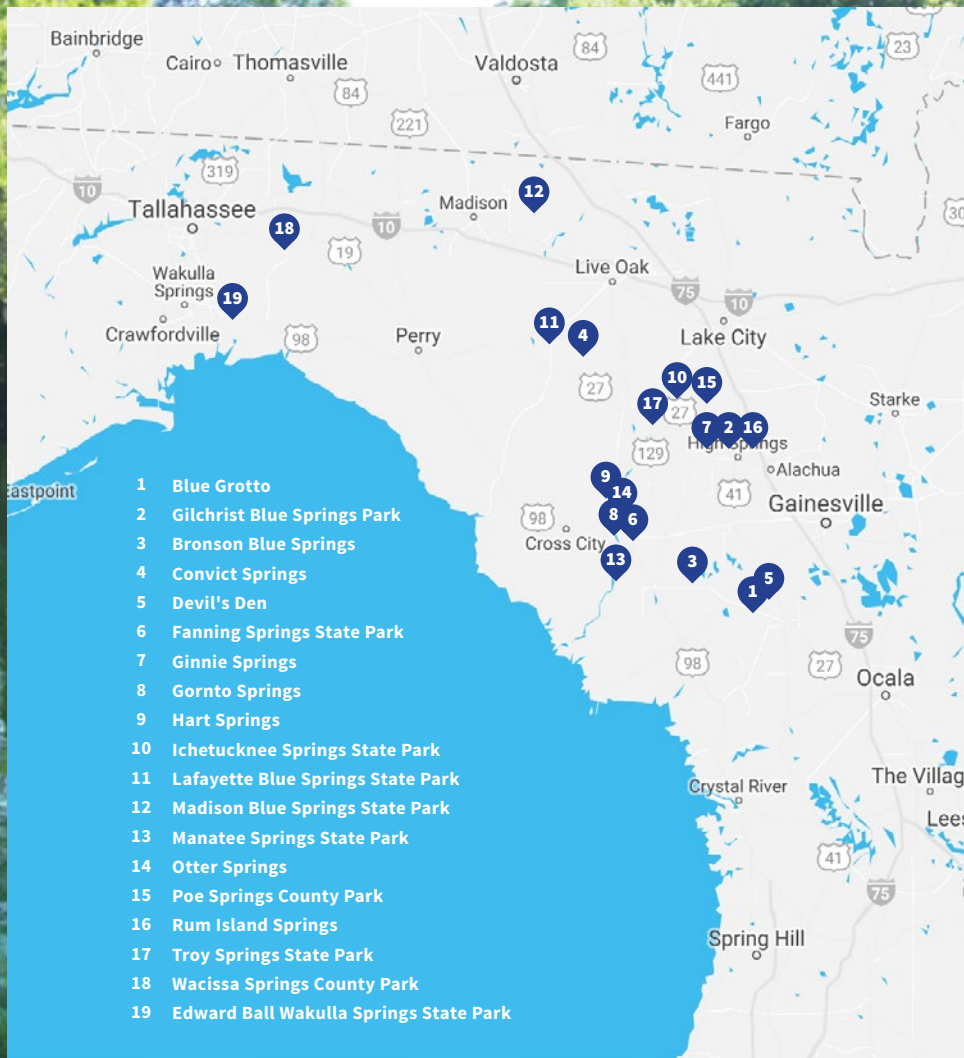 Bainbridge
Cairo
Thomasville
84
221
Valdosta
84
441
23
Fargo
319
10
Tallahassee
18
10
19
Madison
12
Wakulla
Springs
19
Crawfordville
98
Perry
Live Oak
75
10
Lake City
11
4
27
10
15
17
27
7
2
16
High Springs
Starke
129
Alachua
41
Gainesville
9
14
8
6
98
Cross City
13
3
5
1
75
98
27
Ocala
Crystal River
The Villag
Lees
41
75
Spring Hill
Eastpoint
30
1 Blue Grotto
2 Gilchrist Blue Springs Park
3 Bronson Blue Springs
4 Convict Springs
5 Devil's Den
6 Fanning Springs State Park
7 Ginnie Springs
8 Gornto Springs
9 Hart Springs
10 Ichetucknee Springs State Park
11 Lafayette Blue Springs State Park
12 Madison Blue Springs State Park
13 Manatee Springs State Park
14 Otter Springs
15 Poe Springs County Park
16 Rum Island Springs
17 Troy Springs State Park
18 Wacissa Springs County Park
19 Edward Ball Wakulla Springs State Park